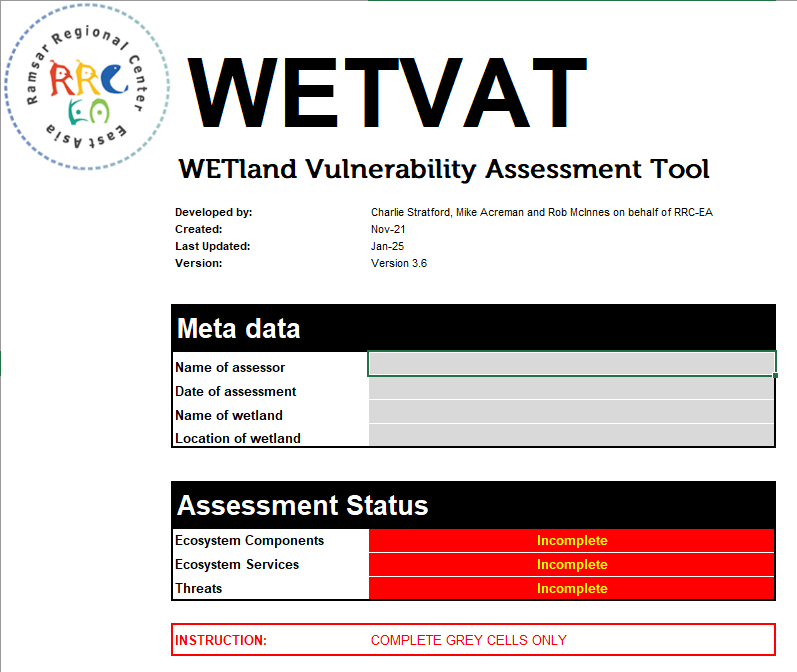 Ramsar Regional Center
RRC
EA
East Asia
WETVAT
WETland Vulnerability Assessment Tool
Developed by: Charlie Stratford, Mike Acreman and Rob McInnes on behalf of RRC-EA
Created: Nov-21
Last Updated: Jan-25
Version: Version 3.6
Meta data
Name of assessor
Date of assessment
Name of wetland
Location of wetland
Assessment Status
Ecosystem Components Incomplete
Ecosystem Services Incomplete
Threats Incomplete
INSTRUCTION: COMPLETE GREY CELLS ONLY